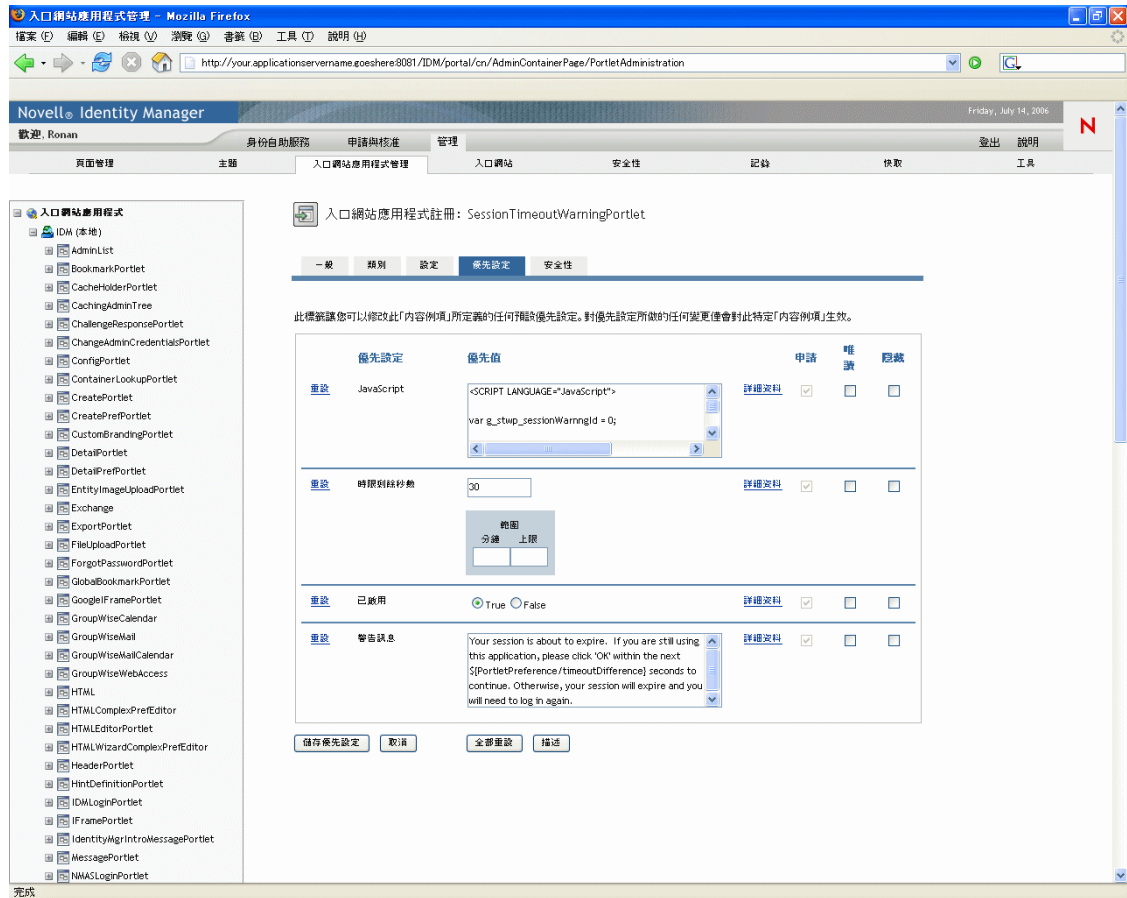 入口網站應用程式管理 - Mozilla Firefox
檔案 (F) 編輯 (E) 檢視 (V) 瀏覽 (G) 書籤 (B) 工具 (T) 說明 (H)
http://your.applicationservername.goeshere:8081/IDM/portal/cn/AdminContainerPage/PortletAdministration
Novell® Identity Manager
Friday, July 14, 2006
N
歡迎, Ronan
身份自助服務 申請與核准 管理 登出 說明
頁面管理 主題 入口網站應用程式管理 入口網站 安全性 記錄 快取 工具
入口網站應用程式
IDM (本地)
AdminList
BookmarkPortlet
CacheHolderPortlet
CachingAdminTree
ChallengeResponsePortlet
ChangeAdminCredentialsPortlet
ConfigPortlet
ContainerLookupPortlet
CreatePortlet
CreatePrefPortlet
CustomBrandingPortlet
DetailPortlet
DetailPrefPortlet
EntityImageUploadPortlet
Exchange
ExportPortlet
FileUploadPortlet
ForgotPasswordPortlet
GlobalBookmarkPortlet
GoogleIFramePortlet
GroupWiseCalendar
GroupWiseMail
GroupWiseMailCalendar
GroupWiseWebAccess
HTML
HTMLComplexPrefEditor
HTMLEditorPortlet
HTMLWizardComplexPrefEditor
HeaderPortlet
HintDefinitionPortlet
IDMLoginPortlet
IFramePortlet
IdentityMgrIntroMessagePortlet
MessagePortlet
NMASLoginPortlet
入口網站應用程式註冊: SessionTimeoutWarningPortlet
一般 類別 設定 優先設定 安全性
此標籤讓您可以修改此「內容例項」所定義的任何預設優先設定。對優先設定所做的任何變更僅會對此特定「內容例項」生效。
優先設定 優先值 申請 唯讀 隱藏
重設 JavaScript
<SCRIPT LANGUAGE="JavaScript">
var g_stwp_sessionWarnngId = 0;
詳細資料
重設 時限到餘秒數 30 詳細資料
範圍
分鐘 上限
重設 已啟用 True False 詳細資料
重設 警告訊息
Your session is about to expire. If you are still using
this application, please click 'OK' within the next
${PortletPreference/timeoutDifference} seconds to
continue. Otherwise, your session will expire and you
will need to log in again.
詳細資料
儲存優先設定 取消 全部重設 描述
完成